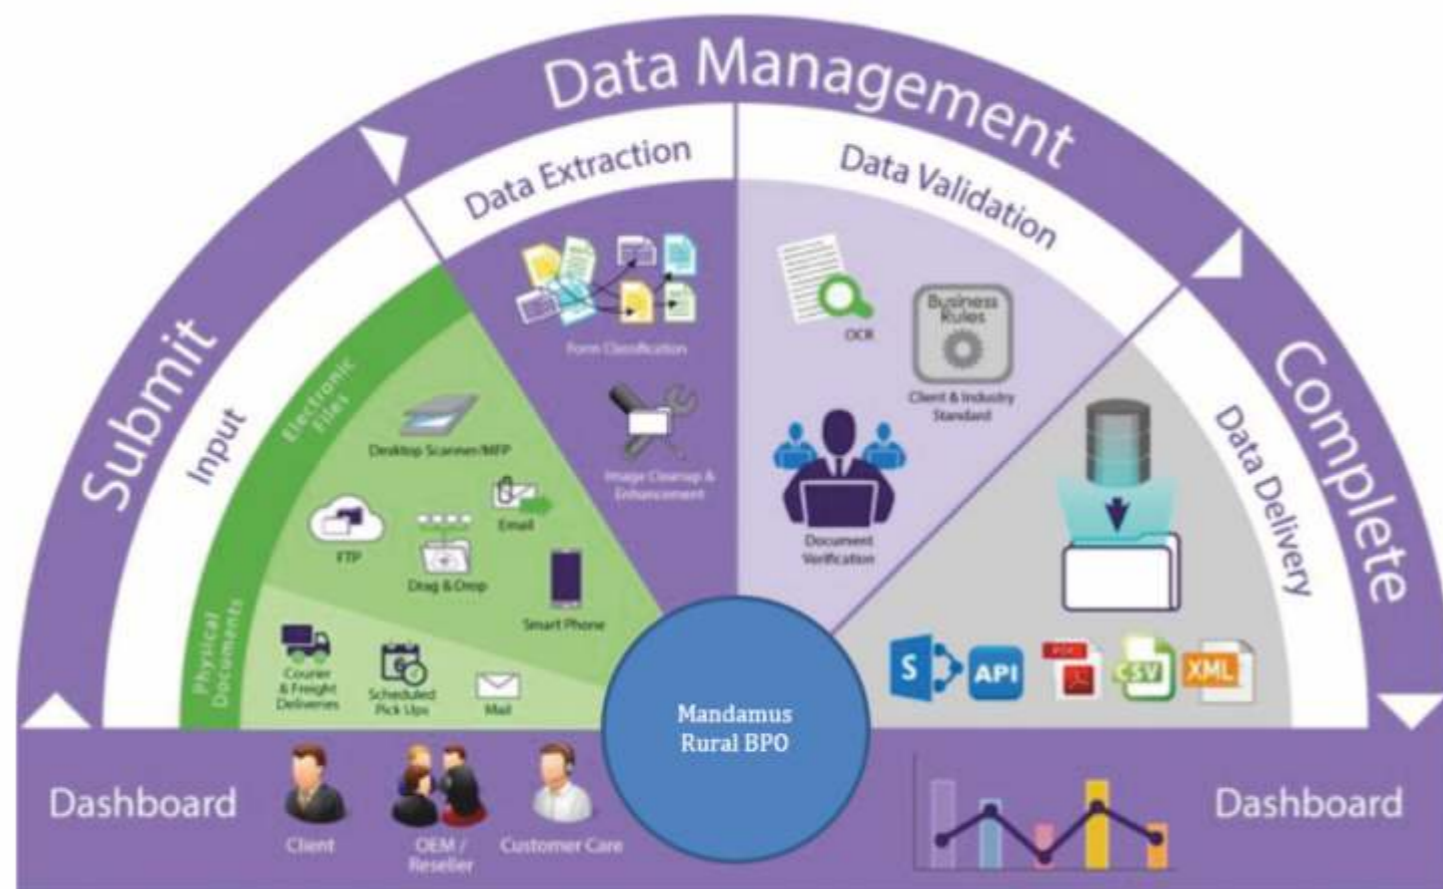 Data Management
Submit
Complete
Data Extraction
Data Validation
Input
Data Delivery
Electronic
Files
Physical
Documents
Desktop Scanner/MFP
Email
FTP
Drag & Drop
Smart Phone
Courier
& Freight
Deliveries
Scheduled
Pick Ups
Mail
Form Classification
Image Cleanup &
Enhancement
OCR
Business
Rules
Client & Industry
Standard
Document
Verification
S
API
PDF
CSV
XML
Mandamus
Rural BPO
Dashboard
Client
OEM /
Reseller
Customer Care
Dashboard